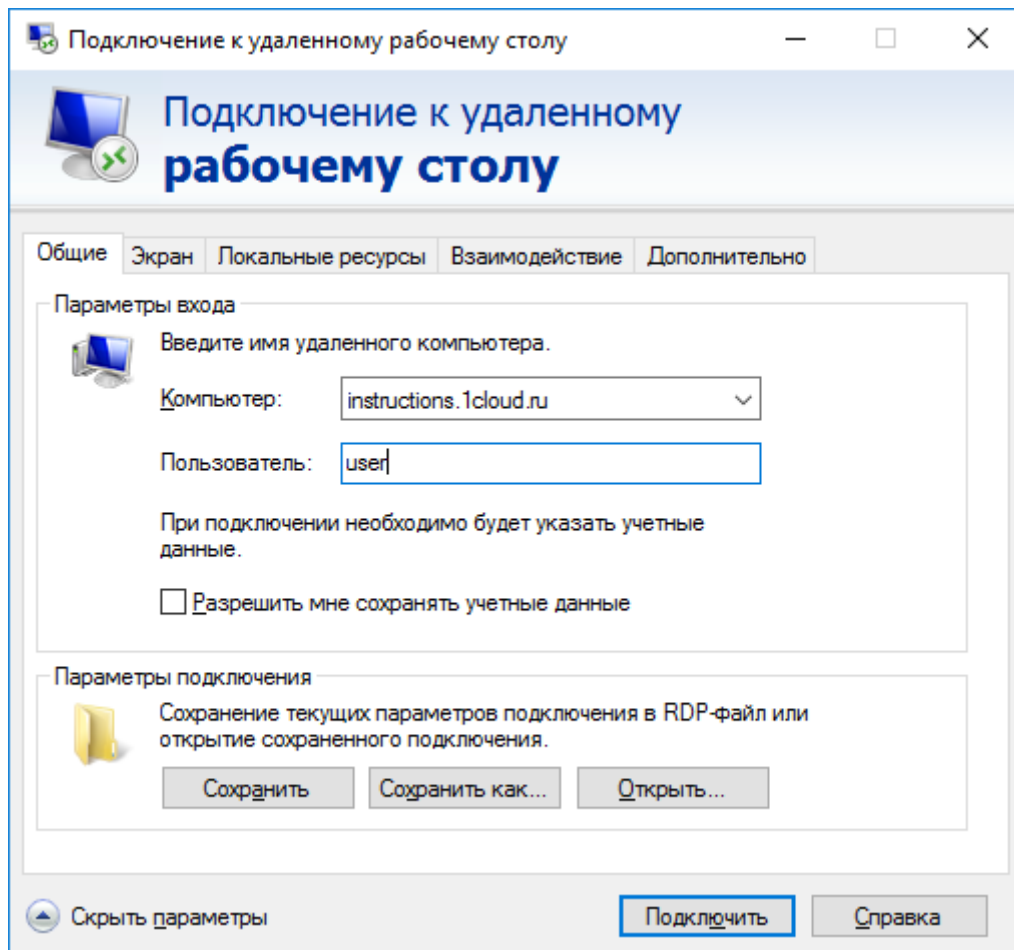 Подключение к удаленному рабочему столу
Подключение к удаленному
рабочему столу
Общие Экран Локальные ресурсы Взаимодействие Дополнительно
Параметры входа
Введите имя удаленного компьютера.
Компьютер: instructions.1cloud.ru
Пользователь: user
При подключении необходимо будет указать учетные
данные.
Разрешить мне сохранять учетные данные
Параметры подключения
Сохранение текущих параметров подключения в RDP-файл или
открытие сохраненного подключения.
Сохранить Сохранить как... Открыть...
Скрыть параметры Подключить Справка